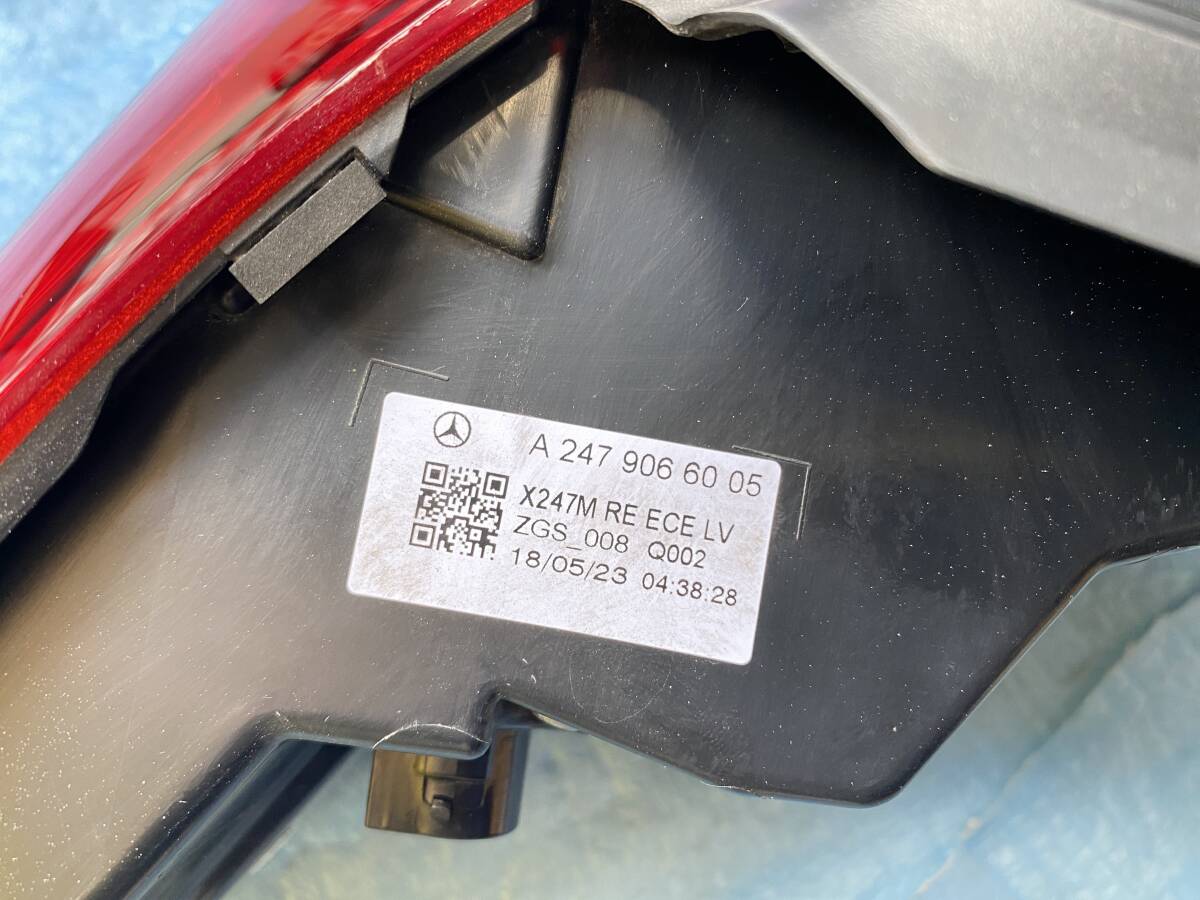 A 247 906 60 05
X247M RE ECE LV
ZGS_008 Q002
18/05/23 04:38:28